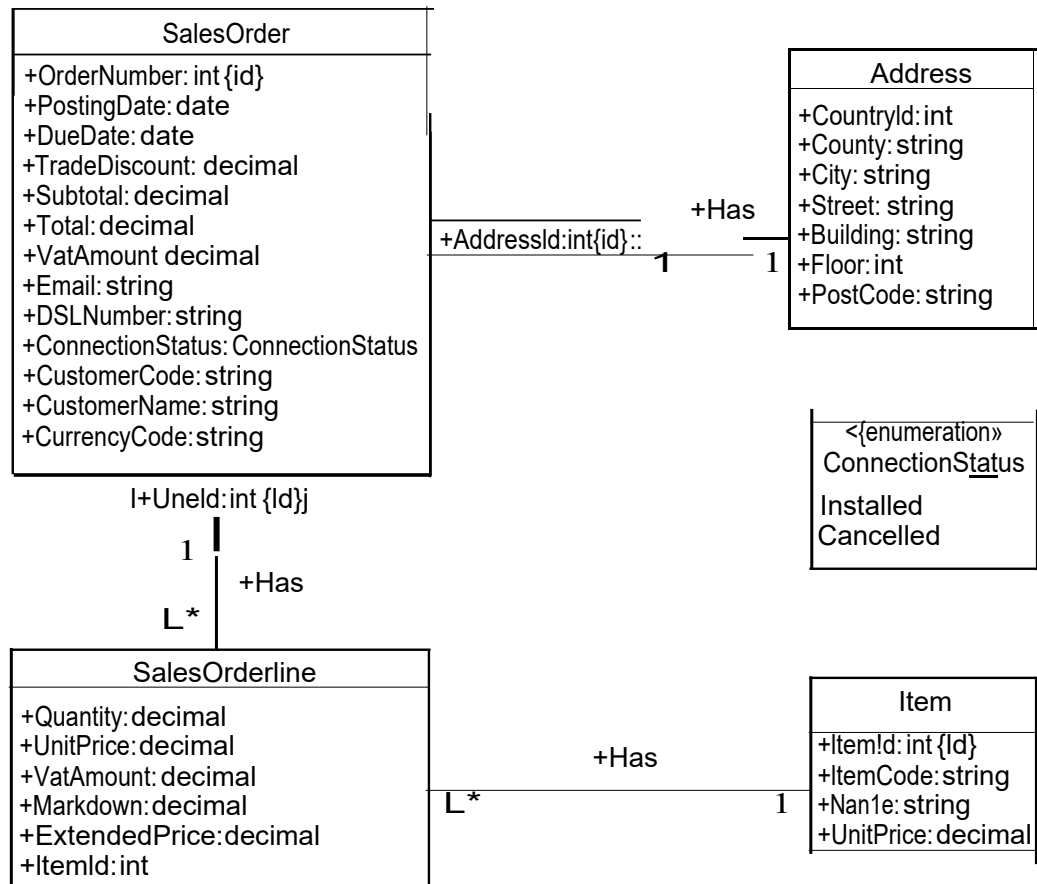 SalesOrder
+OrderNumber: int {id}
+PostingDate: date
+DueDate: date
+TradeDiscount: decimal
+Subtotal: decimal
+Total: decimal
+VatAmount decimal
+Email: string
+DSLNumber: string
+ConnectionStatus: ConnectionStatus
+CustomerCode: string
+CustomerName: string
+CurrencyCode: string
+AddressId:int{id}::
1
+Has
1
Address
+CountryId: int
+County: string
+City: string
+Street: string
+Building: string
+Floor: int
+PostCode: string
<{enumeration»
ConnectionStatus
Installed
Cancelled
I+UneId: int {Id}j
1
+Has
L*
SalesOrderline
+Quantity: decimal
+UnitPrice: decimal
+VatAmount: decimal
+Markdown: decimal
+ExtendedPrice: decimal
+ItemId: int
+Has
L*
1
Item
+Item!d: int {Id}
+ItemCode: string
+Nan1e: string
+UnitPrice: decimal